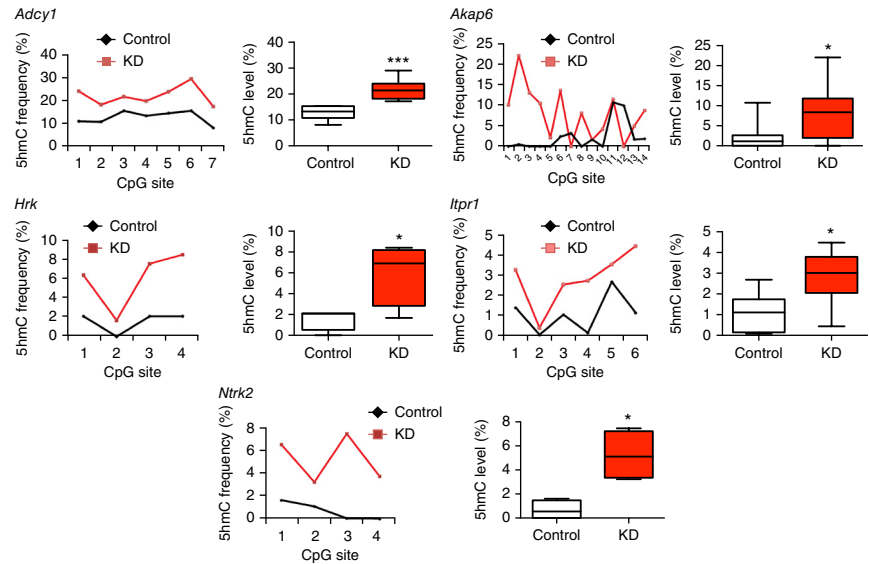 Adcy1
Control
KD
5hmC frequency (%)
40
30
20
10
0
1 2 3 4 5 6 7
CpG site
5hmC level (%)
40
30
20
10
0
***
Control KD
Akap6
Control
KD
5hmC frequency (%)
25
20
15
10
5
0
1 2 3 4 5 6 7 8 9 10 11 12 13 14
CpG site
5hmC level (%)
25
20
15
10
5
0
*
Control KD
Hrk
Control
KD
5hmC frequency (%)
10
8
6
4
2
0
1 2 3 4
CpG site
5hmC level (%)
10
8
6
4
2
0
*
Control KD
Itpr1
Control
KD
5hmC frequency (%)
5
4
3
2
1
0
1 2 3 4 5 6
CpG site
5hmC level (%)
5
4
3
2
1
0
*
Control KD
Ntrk2
Control
KD
5hmC frequency (%)
8
6
4
2
0
1 2 3 4
CpG site
5hmC level (%)
8
6
4
2
0
*
Control KD